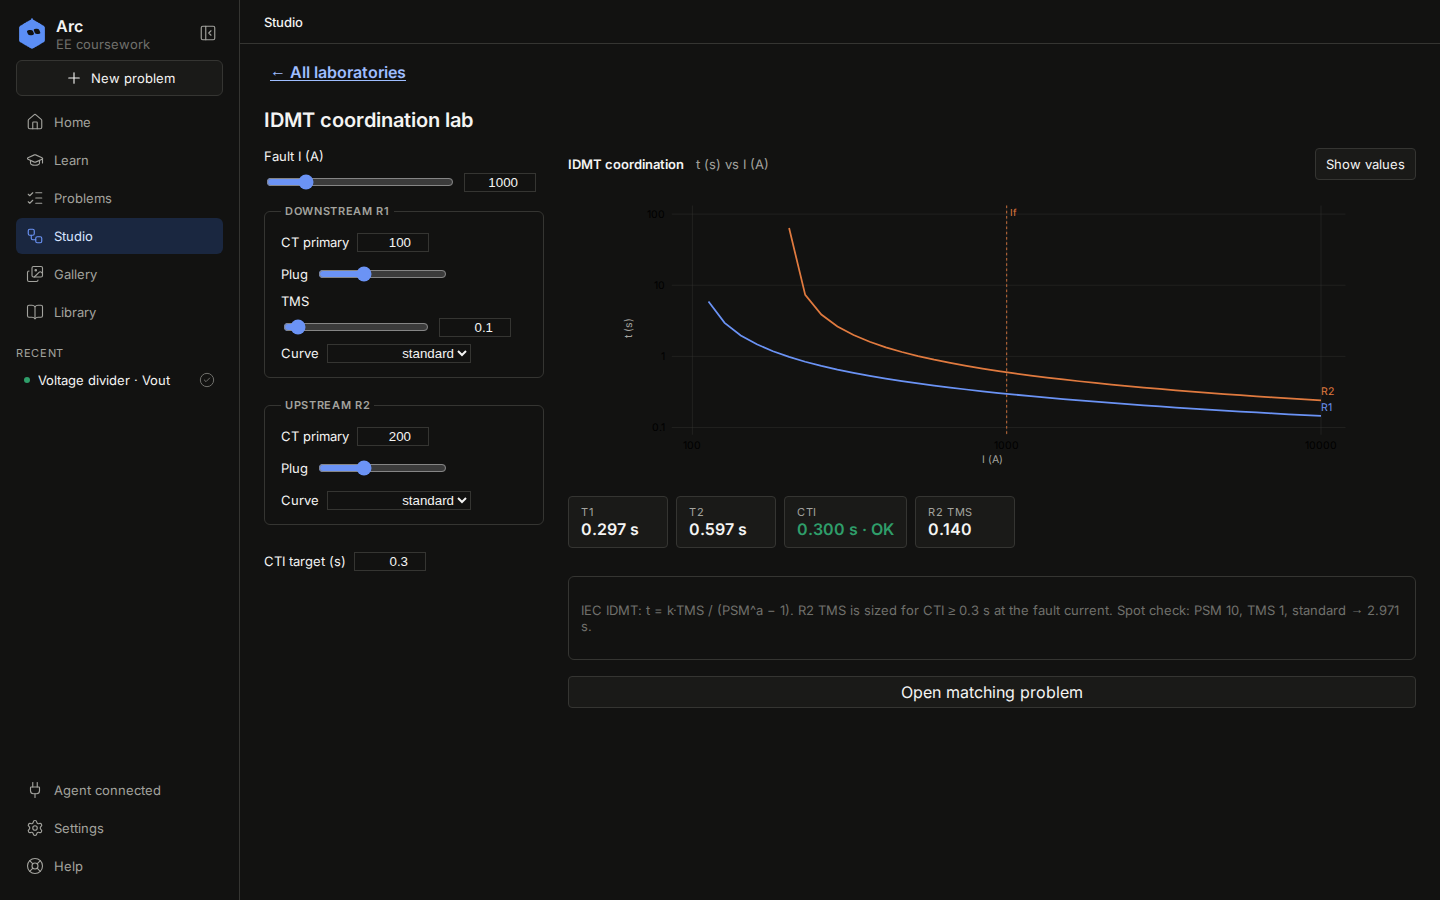 Arc
EE coursework
New problem
Home
Learn
Problems
Studio
Gallery
Library
RECENT
Voltage divider · Vout
Agent connected
Settings
Help
Studio
← All laboratories
IDMT coordination lab
Fault I (A)
1000
DOWNSTREAM R1
CT primary 100
Plug
TMS
0.1
Curve standard
UPSTREAM R2
CT primary 200
Plug
Curve standard
CTI target (s) 0.3
IDMT coordination t (s) vs I (A)
Show values
100
10
1
0.1
t (s)
If
R2
R1
100 1000 10000
I (A)
T1
0.297 s
T2
0.597 s
CTI
0.300 s · OK
R2 TMS
0.140
IEC IDMT: t = k·TMS / (PSM^a − 1). R2 TMS is sized for CTI ≥ 0.3 s at the fault current. Spot check: PSM 10, TMS 1, standard → 2.971
s.
Open matching problem